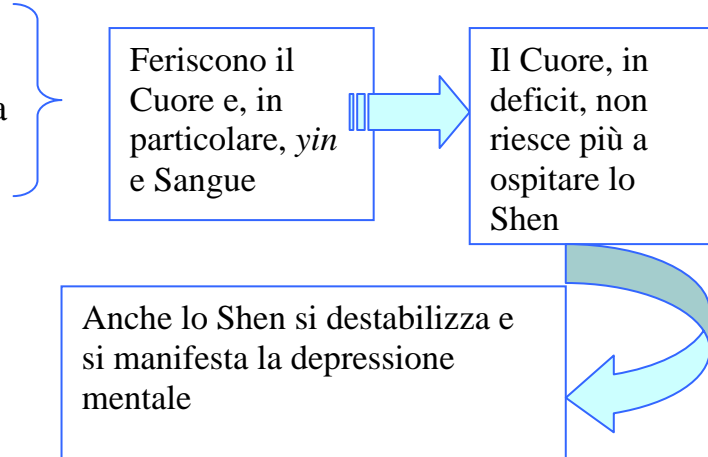 a
Feriscono il
Cuore e, in
particolare, yin
e Sangue
Il Cuore, in
deficit, non
riesce più a
ospitare lo
Shen
Anche lo Shen si destabilizza e
si manifesta la depressione
mentale